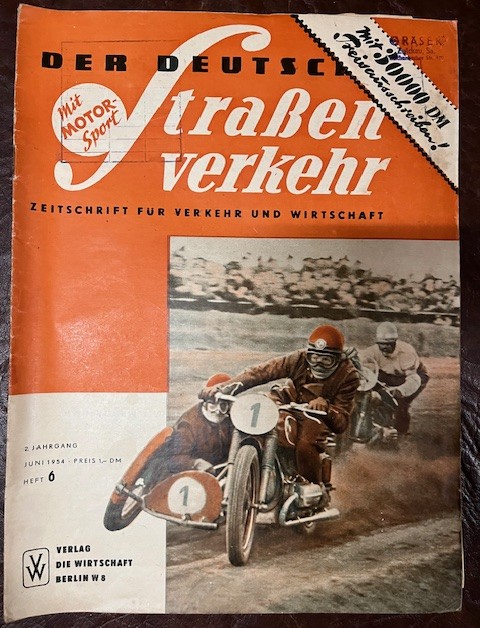 DER DEUTSCHE
Straßen
verkehr
Mit
MOTOR-
Sport
Mit 30000 DM
Preisausschreiben!
BRASEK
ZEITSCHRIFT FÜR VERKEHR UND WIRTSCHAFT
1
1
2. JAHRGANG
JUNI 1954 · PREIS 1,– DM
HEFT 6
VW
VERLAG
DIE WIRTSCHAFT
BERLIN W 8